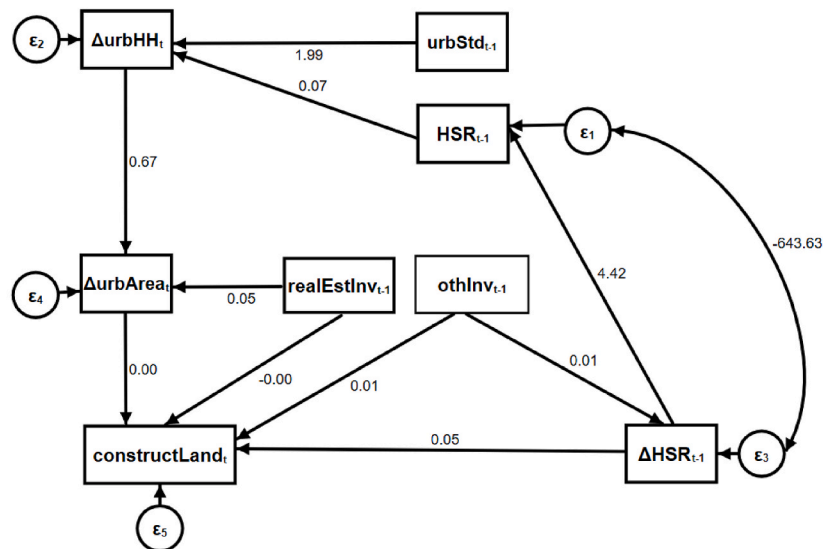 ε₂
ΔurbHHₜ
urbStdₜ₋₁
1.99
0.07
HSRₜ₋₁
ε₁
0.67
-643.63
4.42
ε₄
ΔurbAreaₜ
0.05
realEstInvₜ₋₁
othInvₜ₋₁
0.00
-0.00
0.01
0.01
constructLandₜ
0.05
ΔHSRₜ₋₁
ε₃
ε₅